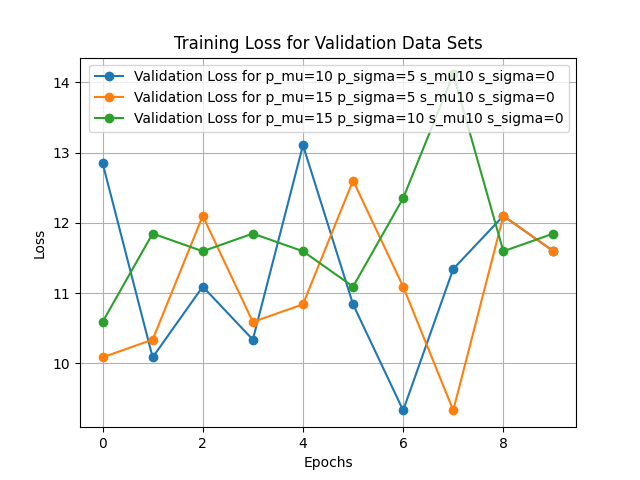 Training Loss for Validation Data Sets
Validation Loss for p_mu=10 p_sigma=5 s_mu10 s_sigma=0
Validation Loss for p_mu=15 p_sigma=5 s_mu10 s_sigma=0
Validation Loss for p_mu=15 p_sigma=10 s_mu10 s_sigma=0
14
13
12
11
10
Loss
0 2 4 6 8
Epochs